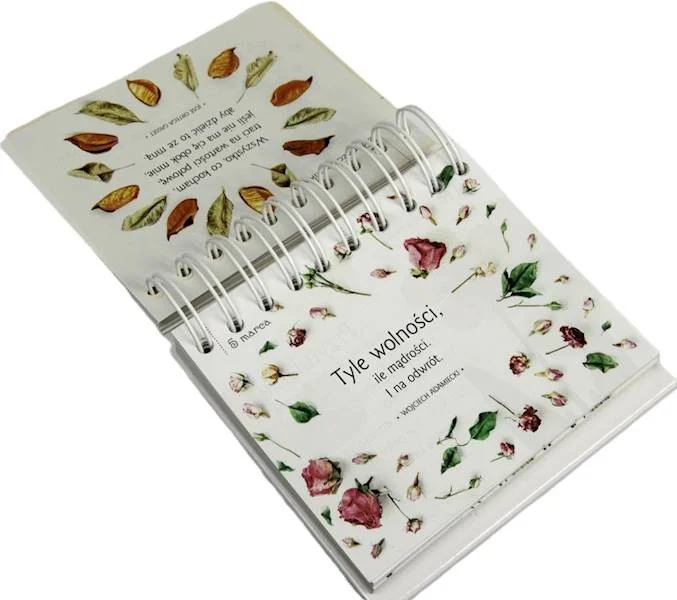 Wszystko, co kocham,
traci na wartości połowę,
jeśli nie ma cię obok mnie,
aby dzielić to ze mną.
• JOSÉ ORTEGA GASSET •
5 marca
Tyle wolności,
ile mądrości.
I na odwrót.
• WOJCIECH ADAMIECKI •